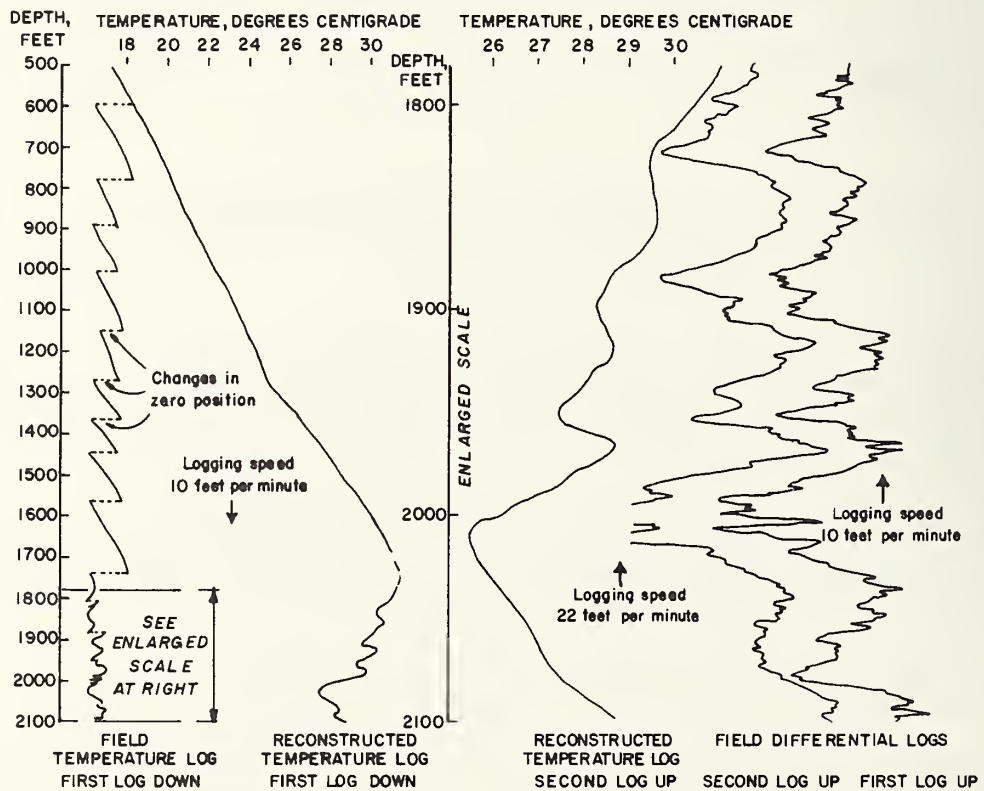 DEPTH, FEET
TEMPERATURE, DEGREES CENTIGRADE
18 20 22 24 26 28 30
500
600
700
800
900
1000
1100
1200
1300
1400
1500
1600
1700
1800
1900
2000
2100
Changes in
zero position
Logging speed
10 feet per minute
SEE
ENLARGED
SCALE
AT RIGHT
FIELD
TEMPERATURE LOG
FIRST LOG DOWN
RECONSTRUCTED
TEMPERATURE LOG
FIRST LOG DOWN
TEMPERATURE, DEGREES CENTIGRADE
26 27 28 29 30
DEPTH,
FEET
1800
1900
2000
2100
ENLARGED SCALE
Logging speed
22 feet per minute
Logging speed
10 feet per minute
RECONSTRUCTED
TEMPERATURE LOG
SECOND LOG UP
FIELD DIFFERENTIAL LOGS
SECOND LOG UP
FIRST LOG UP